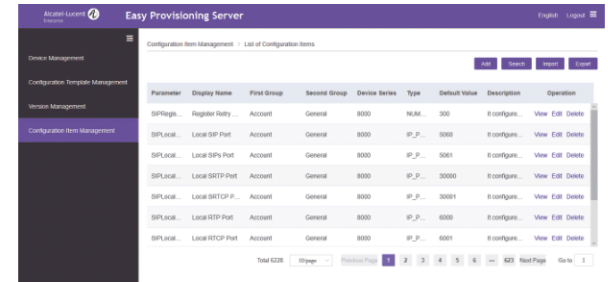 Alcatel-Lucent Enterprise Easy Provisioning Server English Logout
Configuration Item Management > List of Configuration Items
Device Management
Add Search Import Export
Configuration Template Management
Parameter Display Name First Group Second Group Device Series Type Default Value Description Operation
Version Management
SIPRegis... Register Retry ... Account General 8000 NUM... 300 It configure... View Edit Delete
Configuration Item Management
SIPLocal... Local SIP Port Account General 8000 IP_P... 5060 It configure... View Edit Delete
SIPLocal... Local SIPs Port Account General 8000 IP_P... 5061 It configure... View Edit Delete
SIPLocal... Local SRTP Port Account General 8000 IP_P... 30000 It configure... View Edit Delete
SIPLocal... Local SRTCP P... Account General 8000 IP_P... 30001 It configure... View Edit Delete
SIPLocal... Local RTP Port Account General 8000 IP_P... 6000 It configure... View Edit Delete
SIPLocal... Local RTCP Port Account General 8000 IP_P... 6001 It configure... View Edit Delete
Total 6228 10/page Previous Page 1 2 3 4 5 6 ... 623 Next Page Go to 1